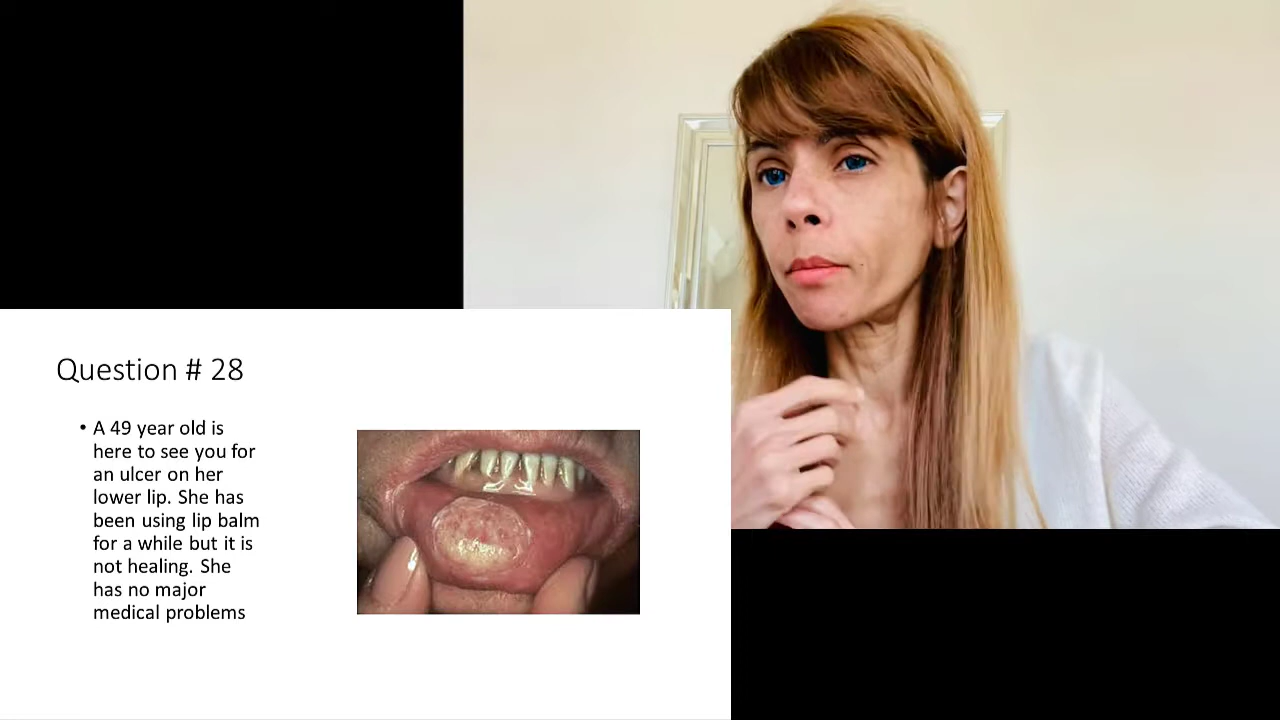 Question # 28
• A 49 year old is
here to see you for
an ulcer on her
lower lip. She has
been using lip balm
for a while but it is
not healing. She
has no major
medical problems